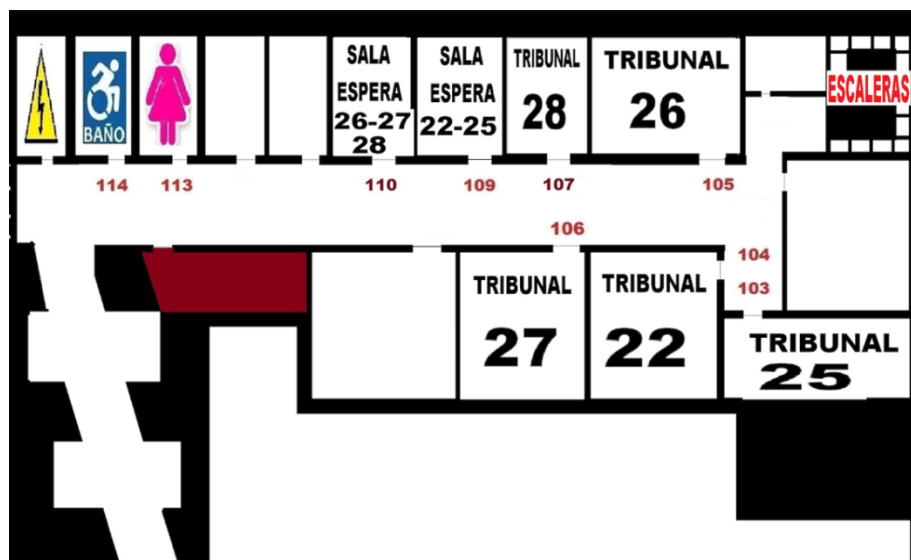 BAÑO
SALA
ESPERA
26-27
28
SALA
ESPERA
22-25
TRIBUNAL
28
TRIBUNAL
26
ESCALERAS
114
113
110
109
107
105
106
104
103
TRIBUNAL
27
TRIBUNAL
22
TRIBUNAL
25